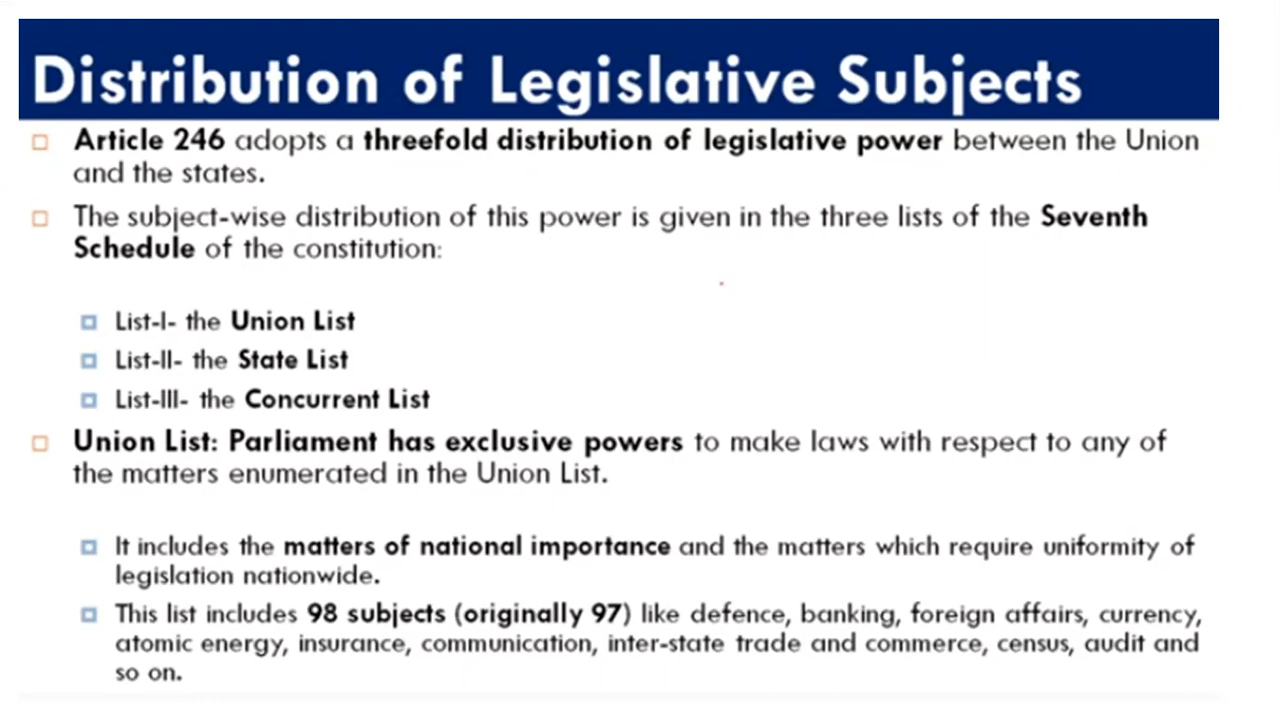 Distribution of Legislative Subjects
Article 246 adopts a threefold distribution of legislative power between the Union
and the states.
The subject-wise distribution of this power is given in the three lists of the Seventh
Schedule of the constitution:
List-I- the Union List
List-II- the State List
List-III- the Concurrent List
Union List: Parliament has exclusive powers to make laws with respect to any of
the matters enumerated in the Union List.
It includes the matters of national importance and the matters which require uniformity of
legislation nationwide.
This list includes 98 subjects (originally 97) like defence, banking, foreign affairs, currency,
atomic energy, insurance, communication, inter-state trade and commerce, census, audit and
so on.